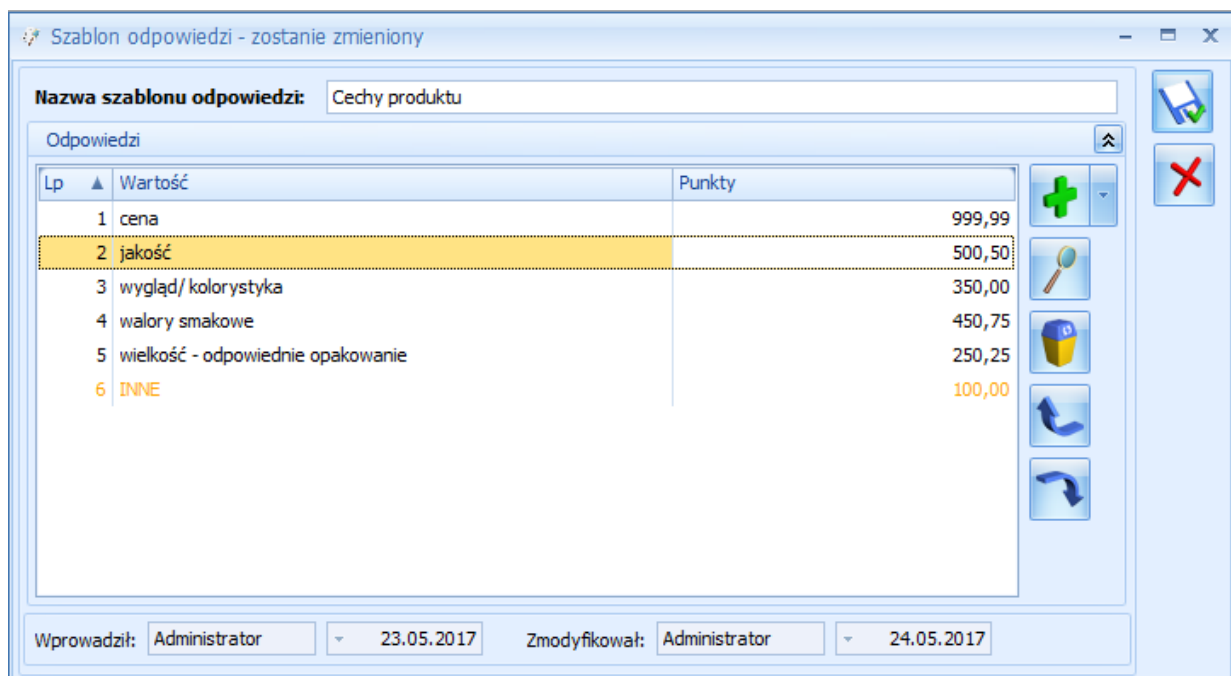 Szablon odpowiedzi - zostanie zmieniony
Nazwa szablonu odpowiedzi: Cechy produktu
Odpowiedzi
Lp Wartość Punkty
1 cena 999,99
2 jakość 500,50
3 wygląd/ kolorystyka 350,00
4 walory smakowe 450,75
5 wielkość - odpowiednie opakowanie 250,25
6 INNE 100,00
Wprowadził: Administrator 23.05.2017 Zmodyfikował: Administrator 24.05.2017